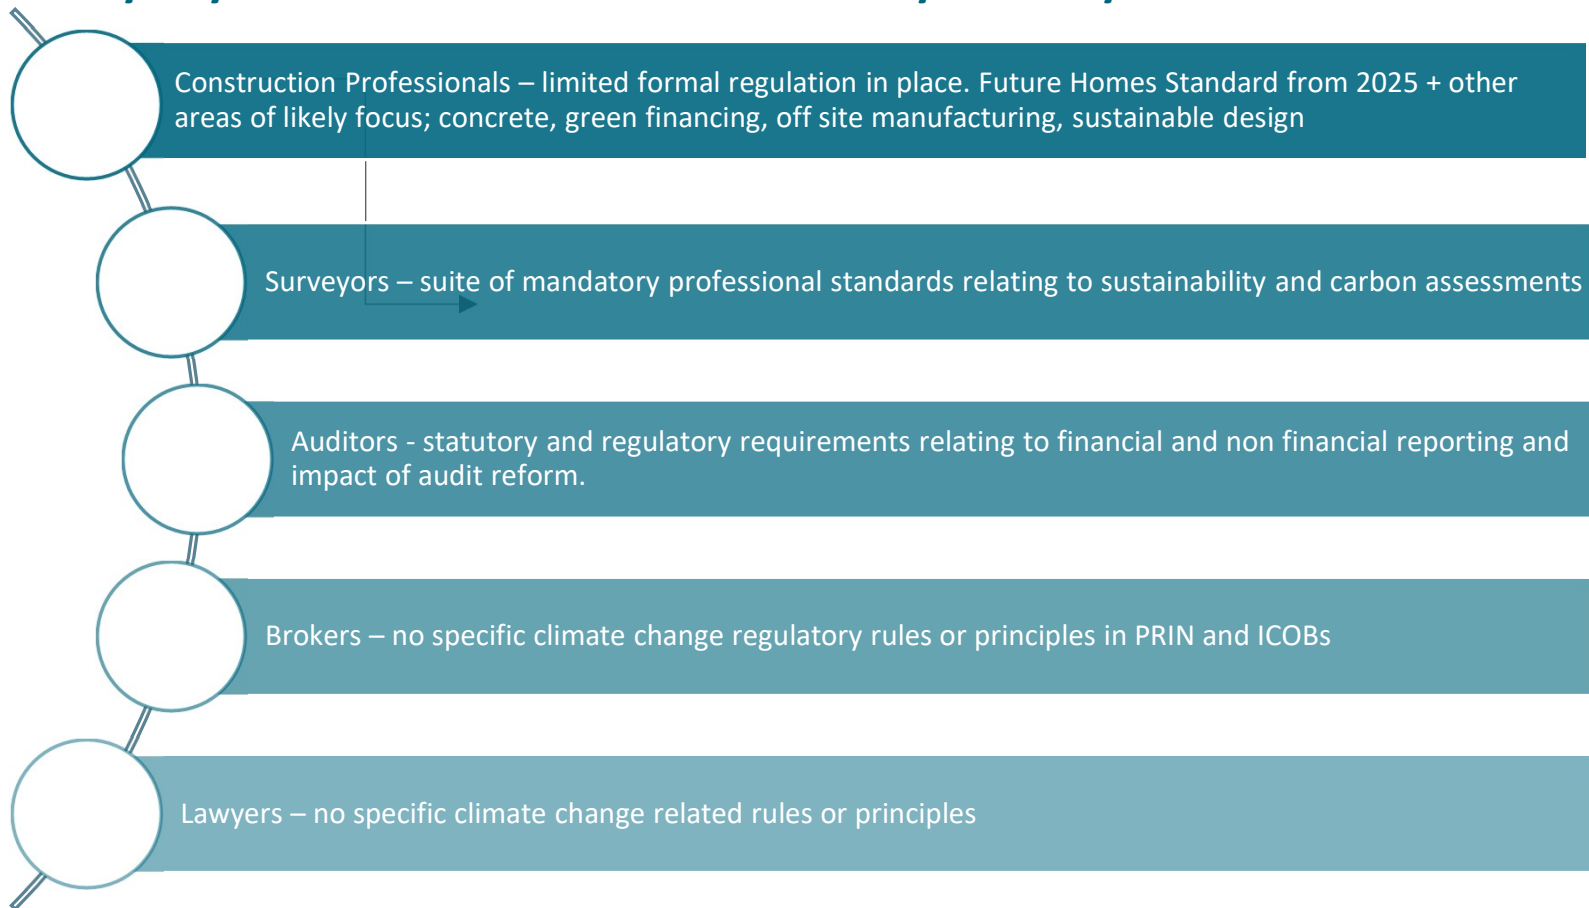 Construction Professionals – limited formal regulation in place. Future Homes Standard from 2025 + other
areas of likely focus; concrete, green financing, off site manufacturing, sustainable design
Surveyors – suite of mandatory professional standards relating to sustainability and carbon assessments
Auditors - statutory and regulatory requirements relating to financial and non financial reporting and
impact of audit reform.
Brokers – no specific climate change regulatory rules or principles in PRIN and ICOBs
Lawyers – no specific climate change related rules or principles